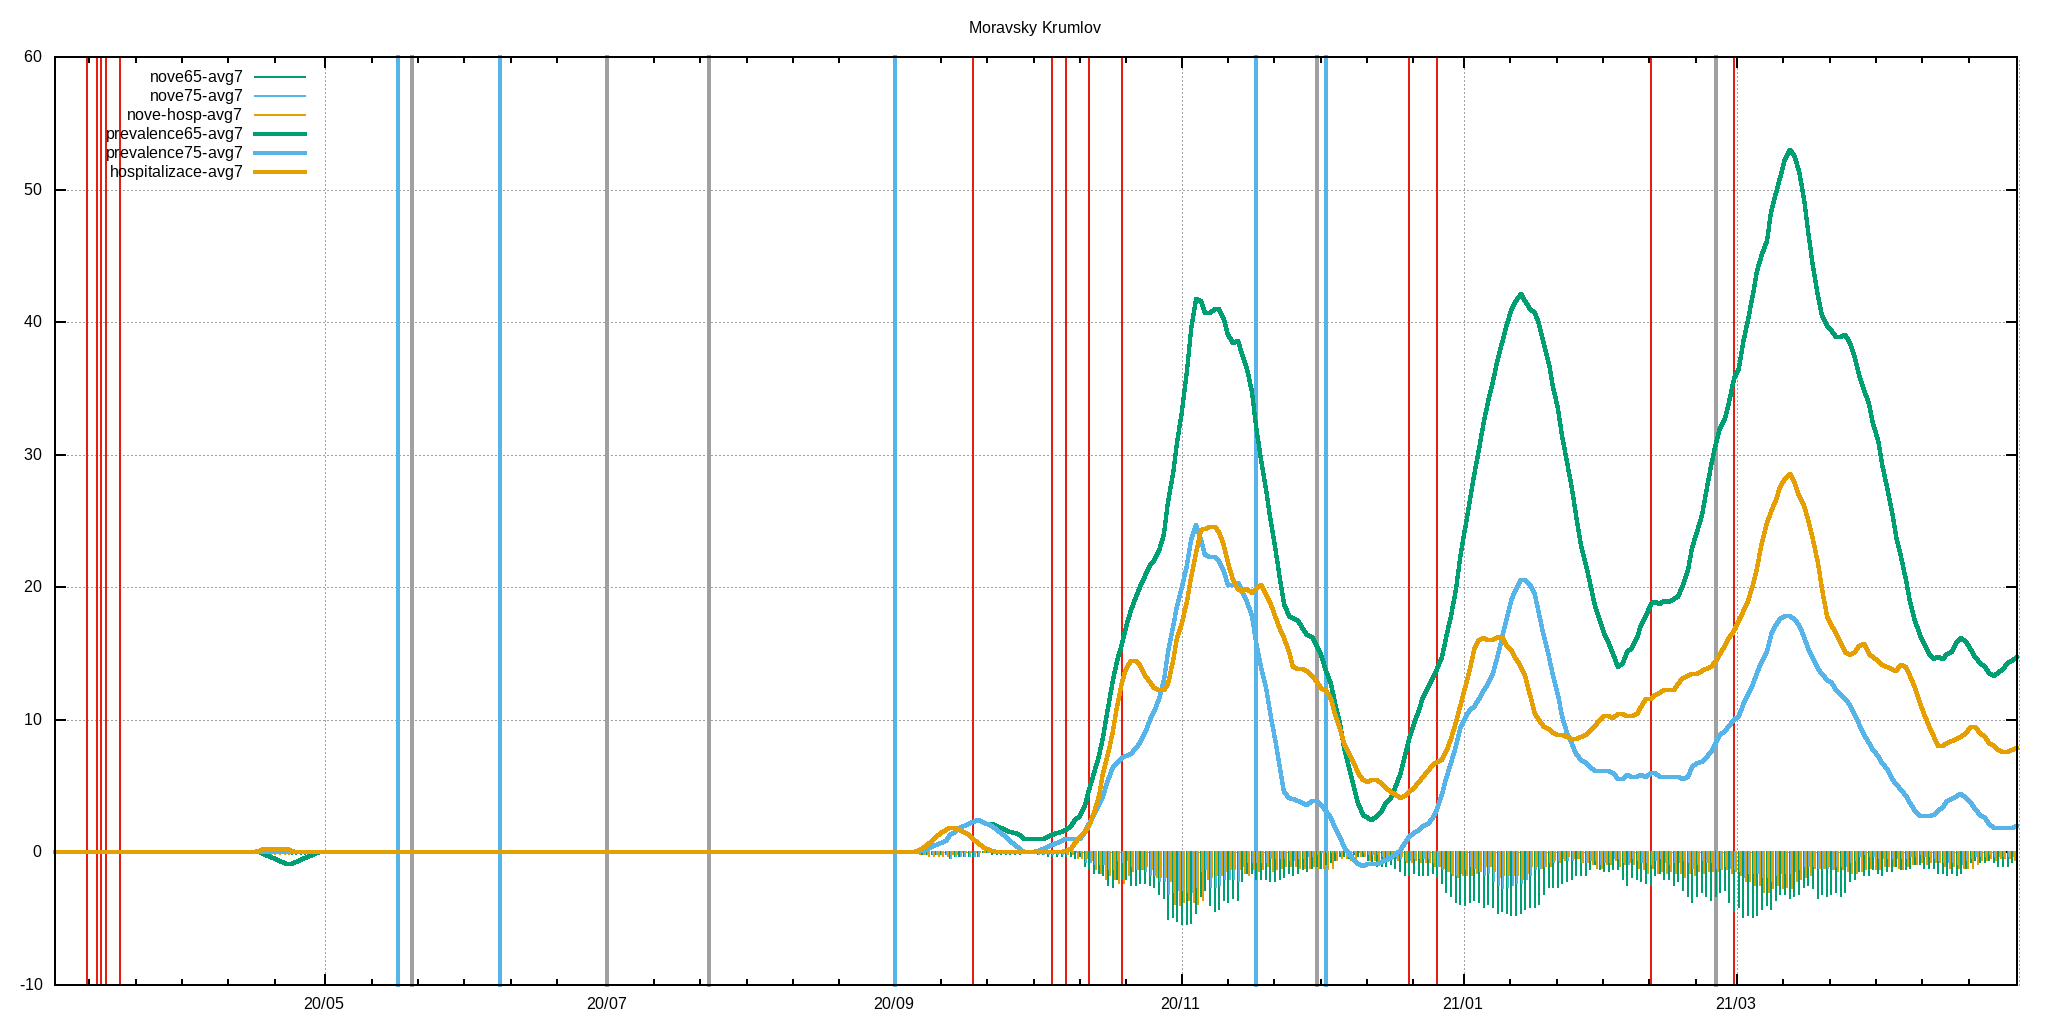 Moravsky Krumlov
60
50
40
30
20
10
0
-10
nove65-avg7
nove75-avg7
nove-hosp-avg7
prevalence65-avg7
prevalence75-avg7
hospitalizace-avg7
20/05 20/07 20/09 20/11 21/01 21/03